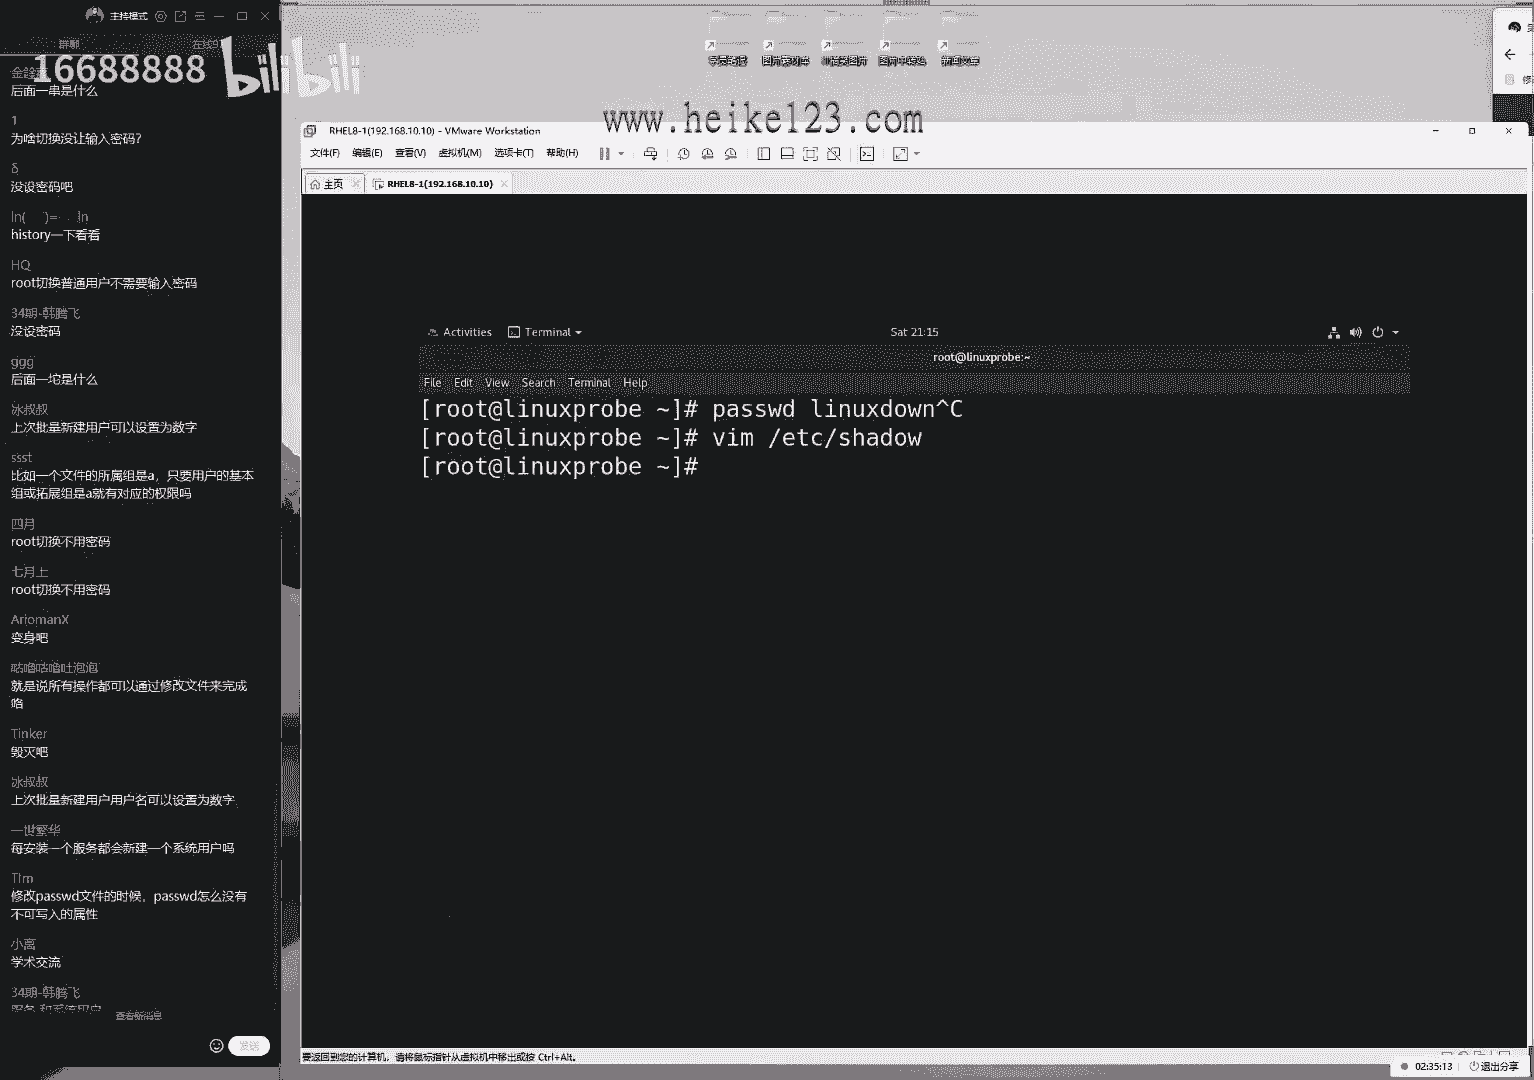 主持模式
群聊
16688888
bilibili
后面一串是什么
1
为啥切换没让输入密码?
δ
没设密码吧
history一下看看
HQ
root切换普通用户不需要输入密码
34期-韩腾飞
没设密码
ggg
后面一坨是什么
冰叔叔
上次批量新建用户可以设置为数字
ssst
比如一个文件的所属组是a，只要用户的基本
组或拓展组是a就有对应的权限吗
四月
root切换不用密码
七月上
root切换不用密码
AriomanX
变身吧
咕噜咕噜吐泡泡
就是说所有操作都可以通过修改文件来完成
咯
Tinker
毁灭吧
冰叔叔
上次批量新建用户用户名可以设置为数字
一世繁华
每安装一个服务都会新建一个系统用户吗
Tim
修改passwd文件的时候，passwd怎么没有
不可写入的属性
小离
学术交流
34期-韩腾飞
查看新消息
发送
www.heike123.com
RHEL8-1(192.168.10.10) - VMware Workstation
文件(F) 编辑(E) 查看(V) 虚拟机(M) 选项卡(T) 帮助(H)
主页 RHEL8-1(192.168.10.10)
Activities Terminal Sat 21:15
root@linuxprobe:~
File Edit View Search Terminal Help
[root@linuxprobe ~]# passwd linuxdown^C
[root@linuxprobe ~]# vim /etc/shadow
[root@linuxprobe ~]#
要返回到您的计算机，请将鼠标指针从虚拟机中移出或按 Ctrl+Alt。
02:35:13 退出分享